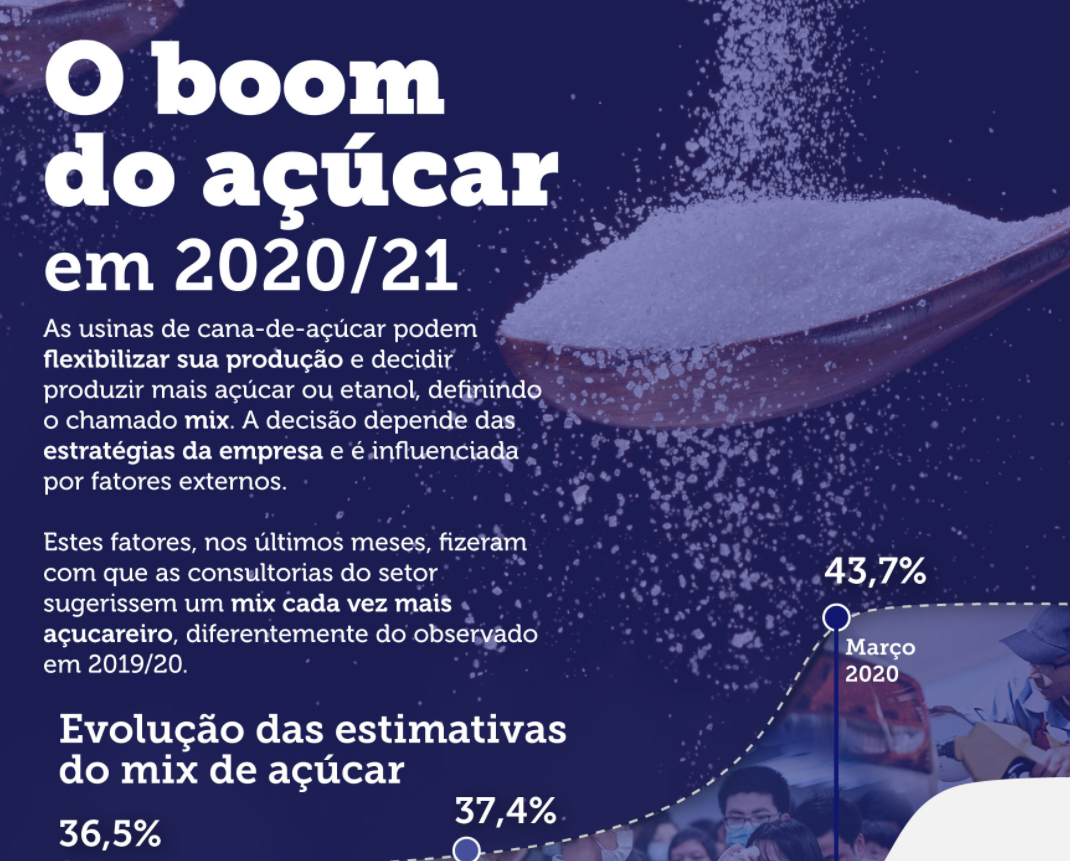 O boom
do açúcar
em 2020/21
As usinas de cana-de-açúcar podem
flexibilizar sua produção e decidir
produzir mais açúcar ou etanol, definindo
o chamado mix. A decisão depende das
estratégias da empresa e é influenciada
por fatores externos.
Estes fatores, nos últimos meses, fizeram
com que as consultorias do setor
sugerissem um mix cada vez mais
açucareiro, diferentemente do observado
em 2019/20.
Evolução das estimativas
do mix de açúcar
36,5%
37,4%
43,7%
Março
2020